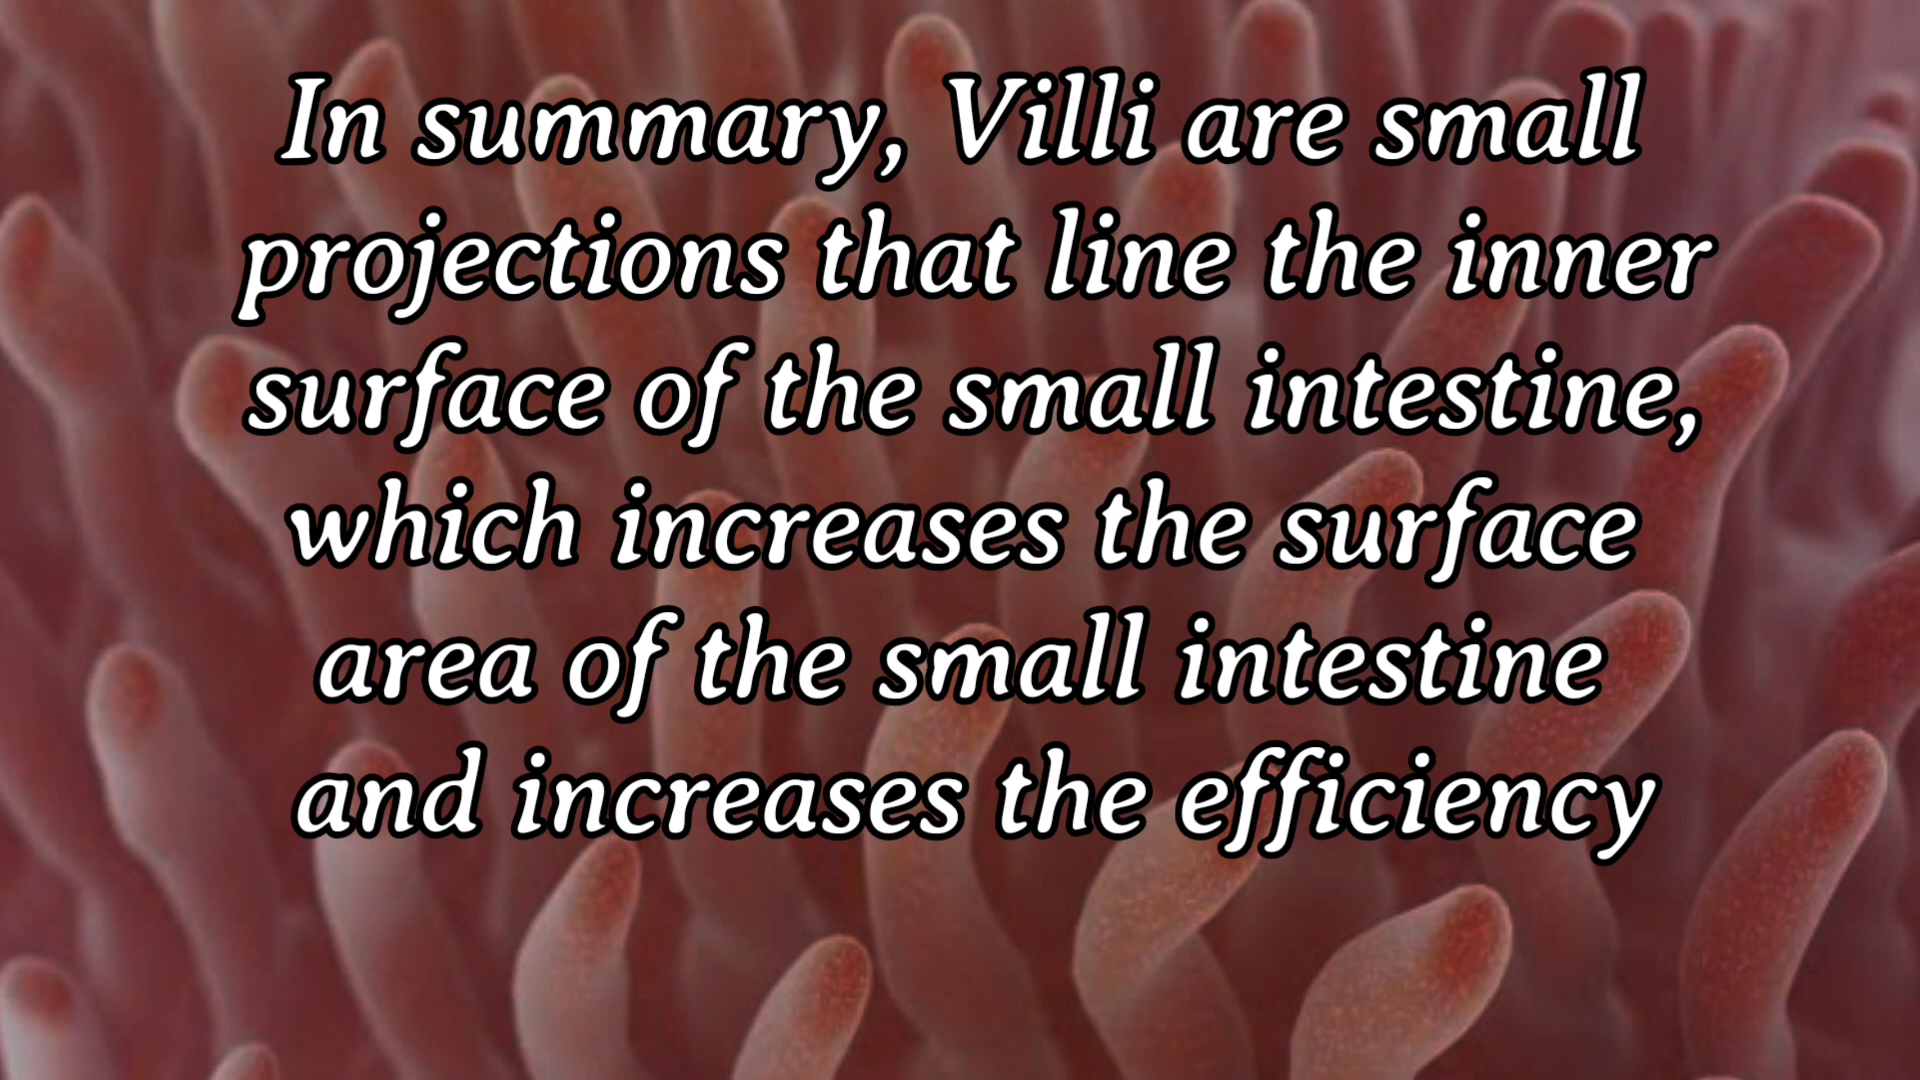 In summary, Villi are small
projections that line the inner
surface of the small intestine,
which increases the surface
area of the small intestine
and increases the efficiency